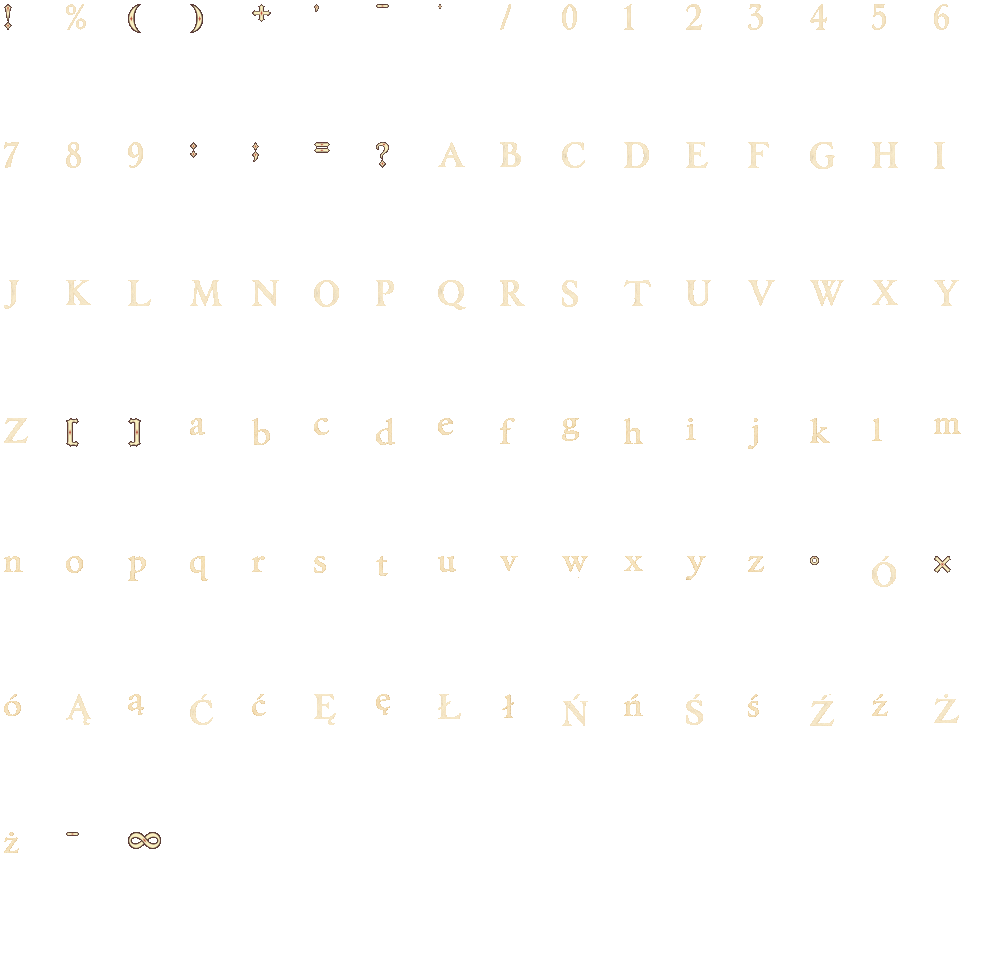 ! % ( ) + , - . / 0 1 2 3 4 5 6
7 8 9 : ; = ? A B C D E F G H I
J K L M N O P Q R S T U V W X Y
Z [ ] a b c d e f g h i j k l m
n o p q r s t u v w x y z ° Ó ×
ó Ą ą Ć ć Ę ę Ł ł Ń ń Ś ś Ź ź Ż
ż - ∞